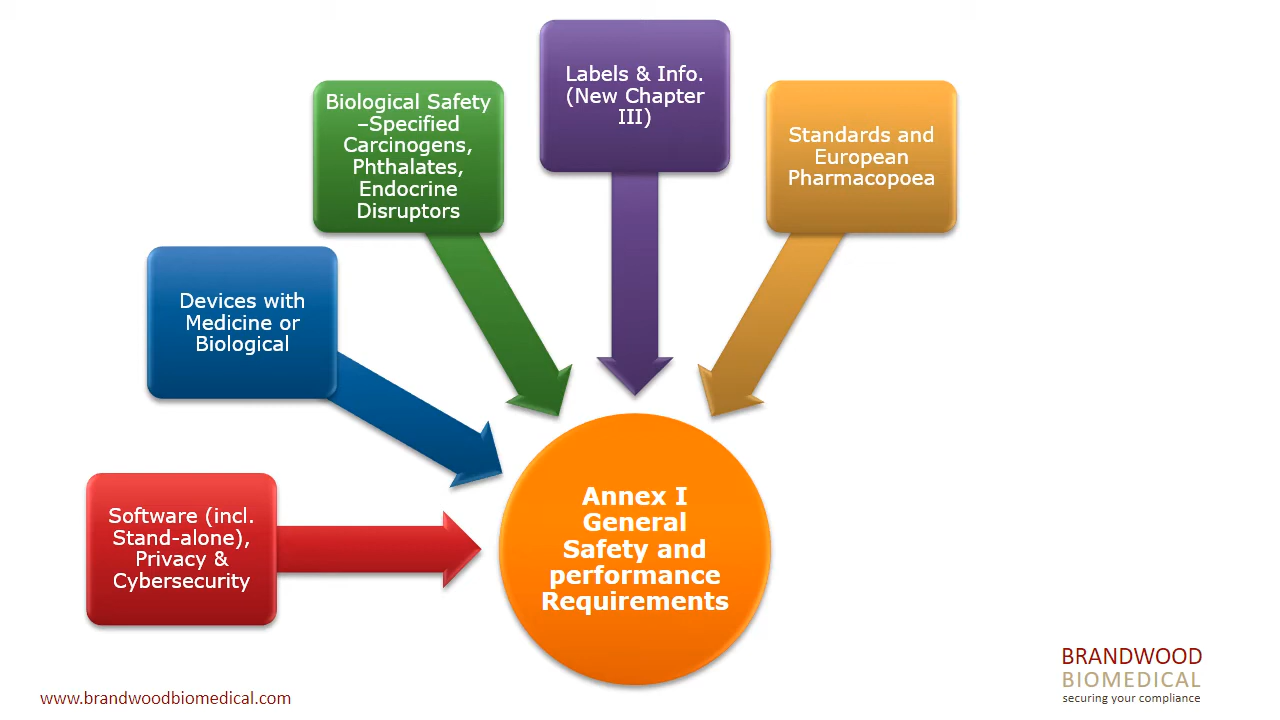 Labels & Info.
(New Chapter
III)
Biological Safety
–Specified
Carcinogens,
Phthalates,
Endocrine
Disruptors
Standards and
European
Pharmacopoea
Devices with
Medicine or
Biological
Software (incl.
Stand-alone),
Privacy &
Cybersecurity
Annex I
General
Safety and
performance
Requirements
www.brandwoodbiomedical.com
BRANDWOOD
BIOMEDICAL
securing your compliance